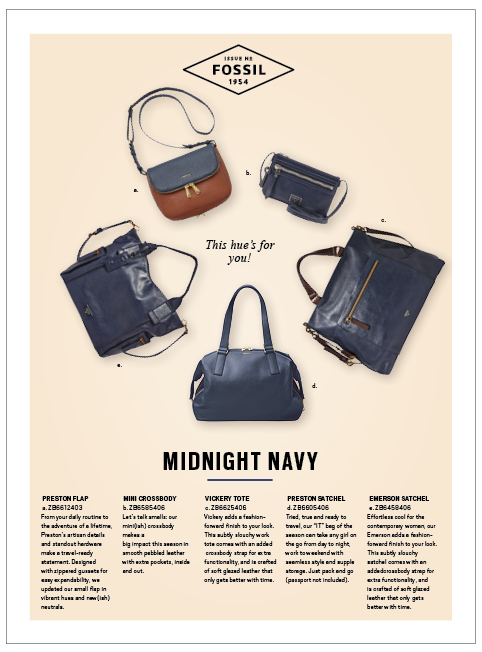 ISSUE Nº
FOSSIL
1954
a.
b.
c.
This hue's for
you!
e.
d.
MIDNIGHT NAVY
PRESTON FLAP
a. ZB6612403
From your daily routine to
the adventure of a lifetime,
Preston's artisan details
and standout hardware
make a travel-ready
statement. Designed
with zippered gussets for
easy expandability, we
updated our small flap in
vibrant hues and new(ish)
neutrals.
MINI CROSSBODY
b. ZB6585406
Let's talk smalls: our
mini(ish) crossbody
makes a
big impact this season in
smooth pebbled leather
with extra pockets, inside
and out.
VICKERY TOTE
c. ZB6625406
Vickery adds a fashion-
forward finish to your look.
This subtly slouchy work
tote comes with an added
crossbody strap for extra
functionality, and is crafted
of soft glazed leather that
only gets better with time.
PRESTON SATCHEL
d. ZB6605406
Tried, true and ready to
travel, our "IT" bag of the
season can take any girl on
the go from day to night,
work to weekend with
seamless style and supple
storage. Just pack and go
(passport not included).
EMERSON SATCHEL
e. ZB6458406
Effortless cool for the
contemporary woman, our
Emerson adds a fashion-
forward finish to your look.
This subtly slouchy
satchel comes with an
added crossbody strap for
extra functionality, and
is crafted of soft glazed
leather that only gets
better with time.